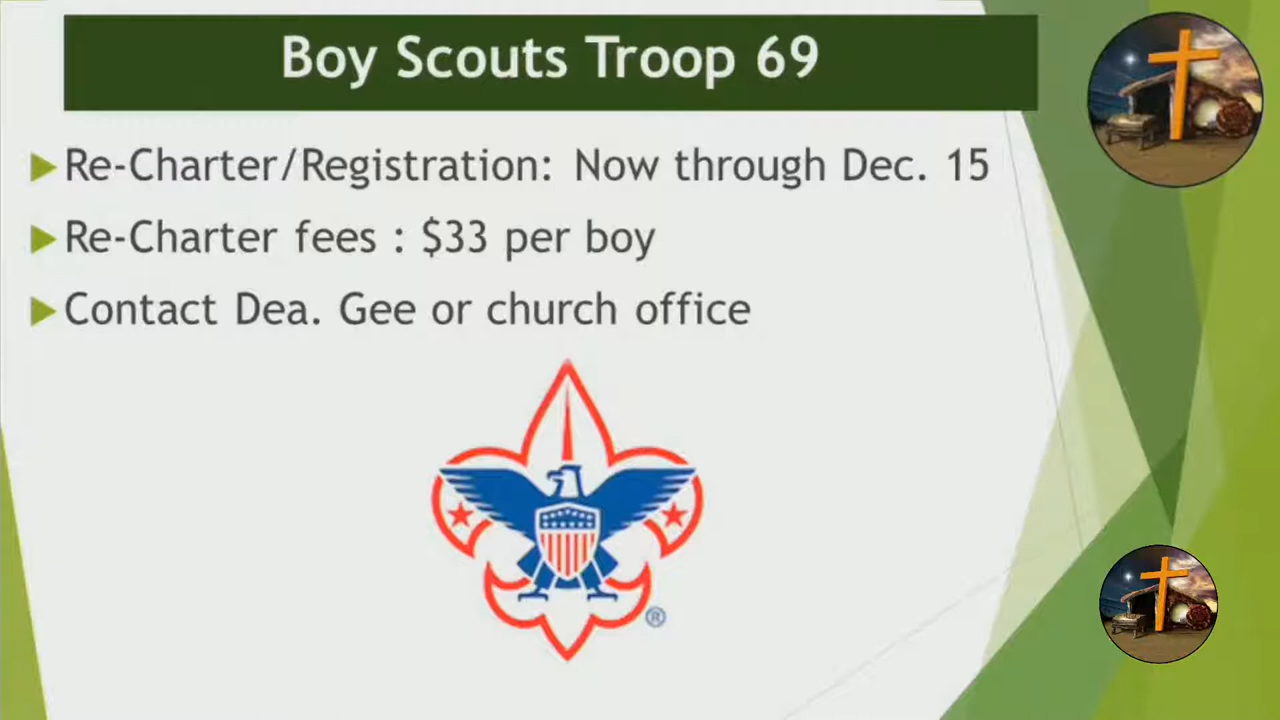 Boy Scouts Troop 69
Re-Charter/Registration: Now through Dec. 15
Re-Charter fees : $33 per boy
Contact Dea. Gee or church office
®